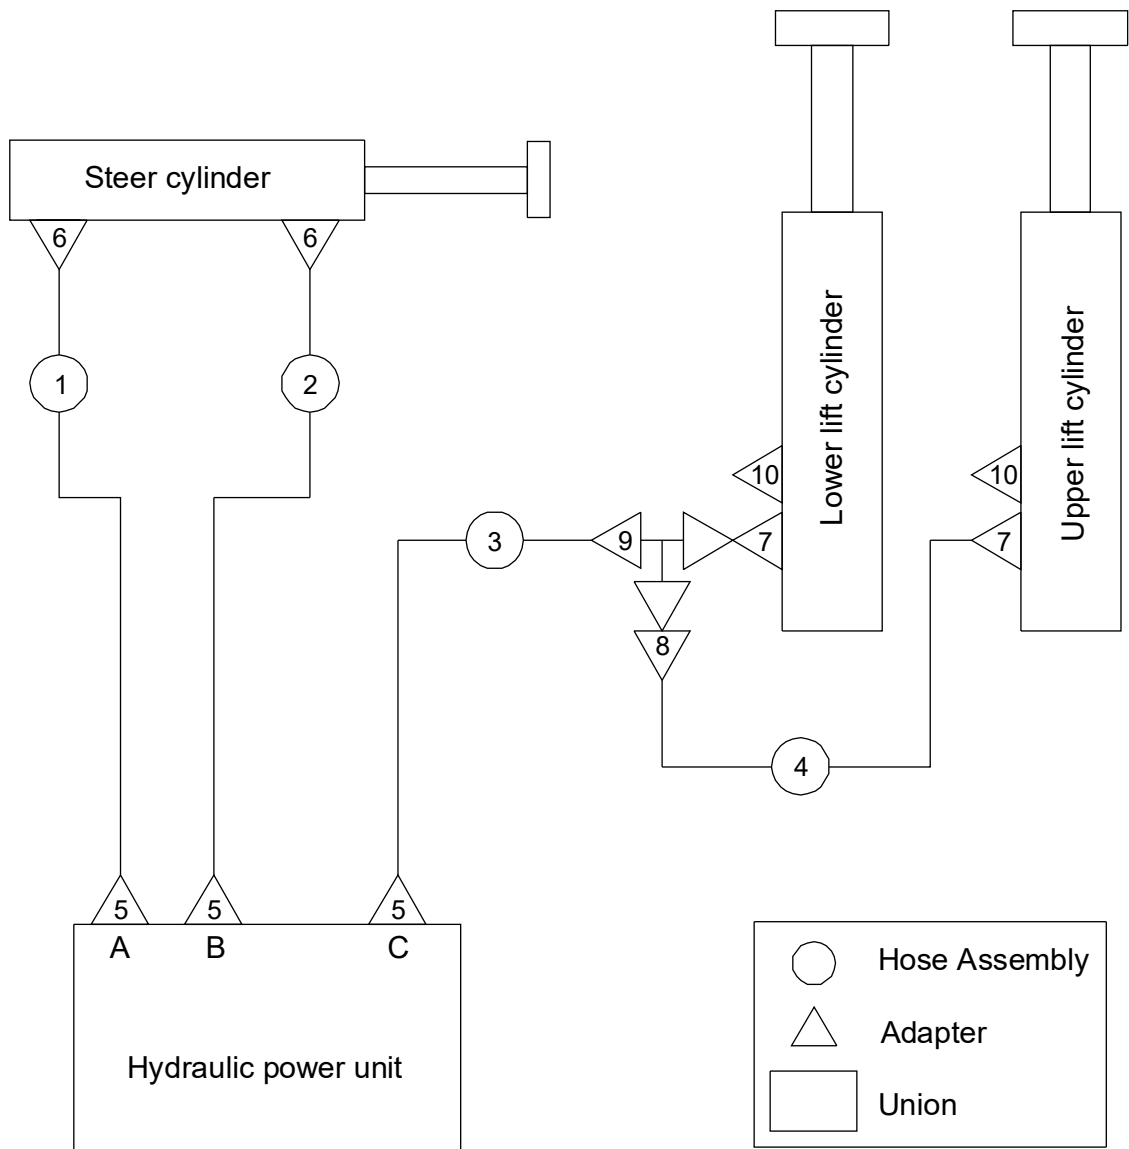 Steer cylinder
6
6
1
2
Lower lift cylinder
Upper lift cylinder
10
10
3
9
7
7
8
4
5
5
5
A
B
C
Hydraulic power unit
Hose Assembly
Adapter
Union